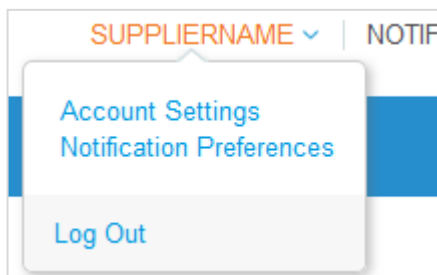 SUPPLIERNAME NOTIF
Account Settings
Notification Preferences
Log Out